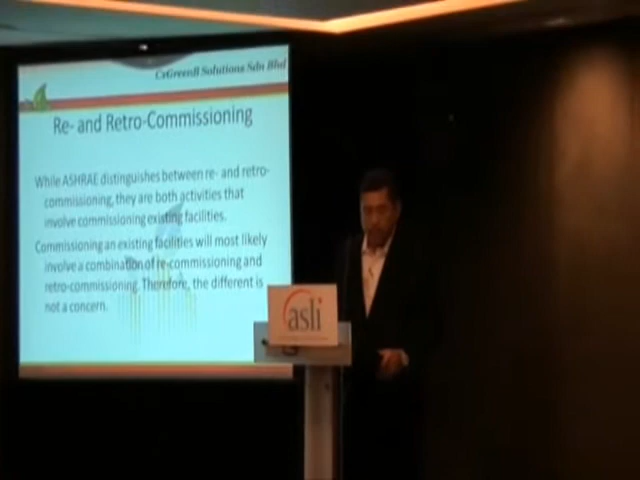 CxGreenB Solutions Sdn Bhd
Re- and Retro-Commissioning
While ASHRAE distinguishes between re- and retro-
commissioning, they are both activities that
involve commissioning existing facilities.
Commissioning an existing facilities will most likely
involve a combination of re-commissioning and
retro-commissioning. Therefore, the different is
not a concern.
asli